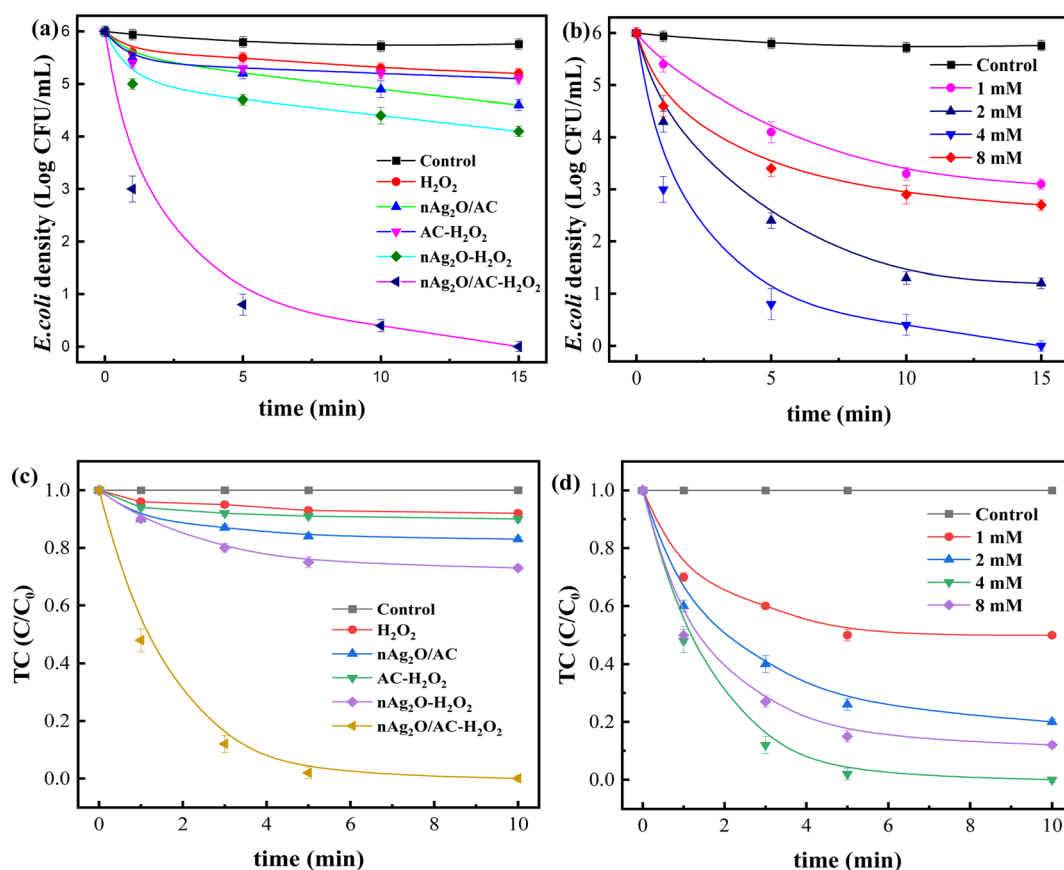 (a)
E.coli density (Log CFU/mL)
6
5
4
3
2
1
0
Control
H₂O₂
nAg₂O/AC
AC-H₂O₂
nAg₂O-H₂O₂
nAg₂O/AC-H₂O₂
0 5 10 15
time (min)
(b)
E.coli density (Log CFU/mL)
6
5
4
3
2
1
0
Control
1 mM
2 mM
4 mM
8 mM
0 5 10 15
time (min)
(c)
TC (C/C₀)
1.0
0.8
0.6
0.4
0.2
0.0
Control
H₂O₂
nAg₂O/AC
AC-H₂O₂
nAg₂O-H₂O₂
nAg₂O/AC-H₂O₂
0 2 4 6 8 10
time (min)
(d)
TC (C/C₀)
1.0
0.8
0.6
0.4
0.2
0.0
Control
1 mM
2 mM
4 mM
8 mM
0 2 4 6 8 10
time (min)